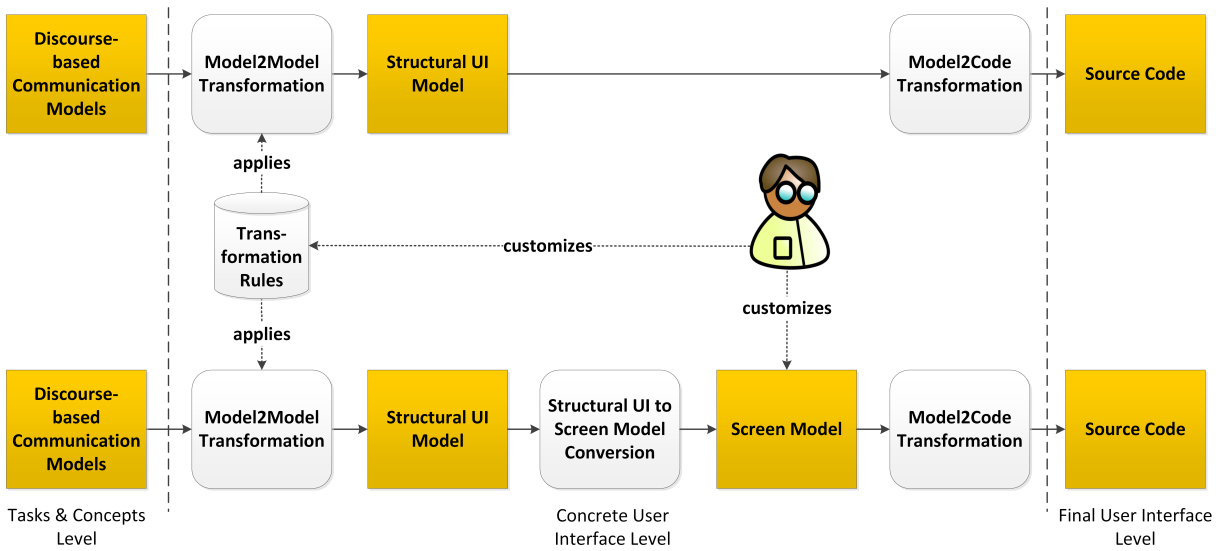 Discourse-
based
Communication
Models
Model2Model
Transformation
Structural UI
Model
Model2Code
Transformation
Source Code
applies
Trans-
formation
Rules
customizes
customizes
applies
Discourse-
based
Communication
Models
Model2Model
Transformation
Structural UI
Model
Structural UI to
Screen Model
Conversion
Screen Model
Model2Code
Transformation
Source Code
Tasks & Concepts
Level
Concrete User
Interface Level
Final User Interface
Level